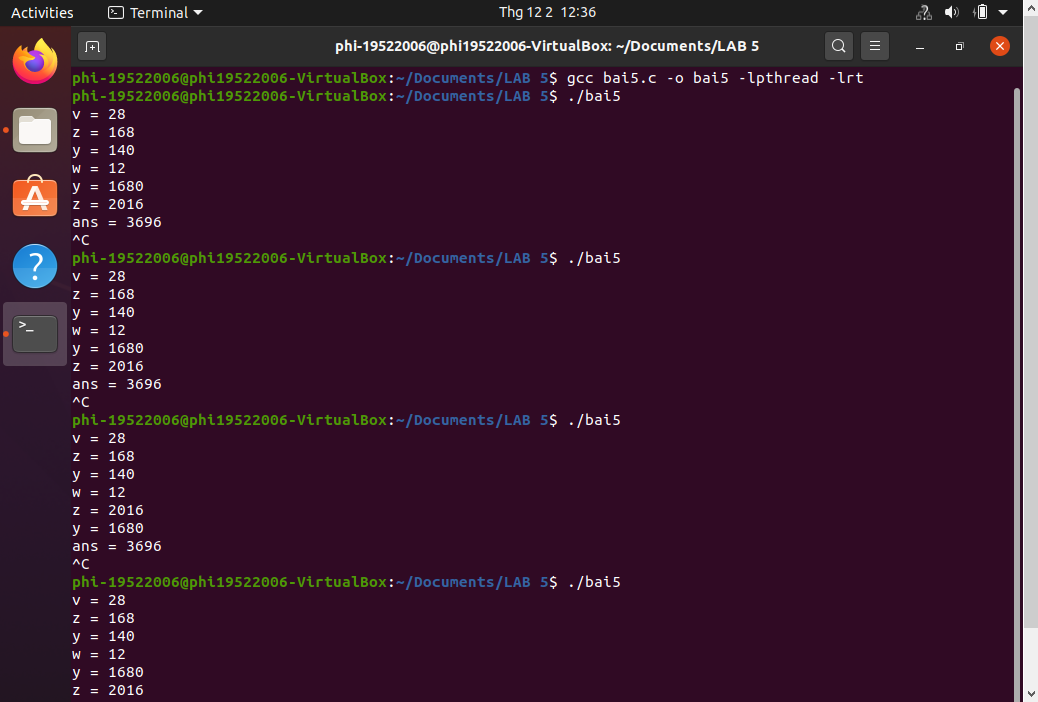 Activities Terminal Thg 12 2 12:36
phi-19522006@phi19522006-VirtualBox: ~/Documents/LAB 5
phi-19522006@phi19522006-VirtualBox:~/Documents/LAB 5$ gcc bai5.c -o bai5 -lpthread -lrt
phi-19522006@phi19522006-VirtualBox:~/Documents/LAB 5$ ./bai5
v = 28
z = 168
y = 140
w = 12
y = 1680
z = 2016
ans = 3696
^C
phi-19522006@phi19522006-VirtualBox:~/Documents/LAB 5$ ./bai5
v = 28
z = 168
y = 140
w = 12
y = 1680
z = 2016
ans = 3696
^C
phi-19522006@phi19522006-VirtualBox:~/Documents/LAB 5$ ./bai5
v = 28
z = 168
y = 140
w = 12
z = 2016
y = 1680
ans = 3696
^C
phi-19522006@phi19522006-VirtualBox:~/Documents/LAB 5$ ./bai5
v = 28
z = 168
y = 140
w = 12
y = 1680
z = 2016